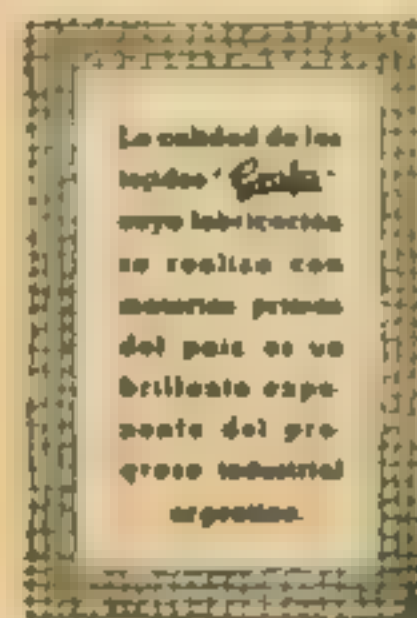 La calidad de los
tejidos "
cuya fabricación
se realiza con
materias primas
del país es un
brillante expo-
nente del pro-
greso industrial
argentino.